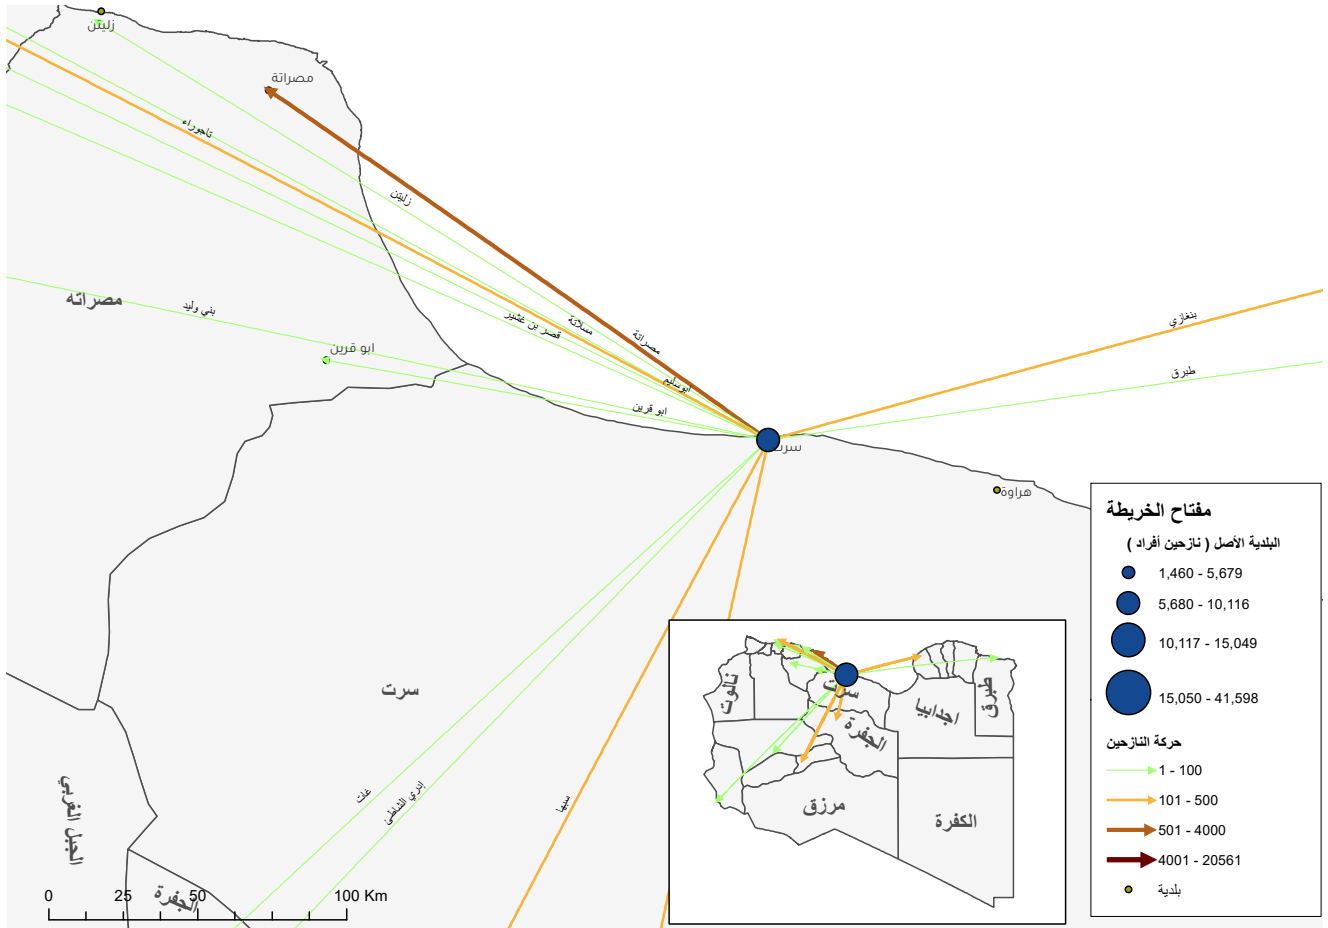 زليتن
مصراتة
تاجوراء
زليتن
مصراته
بني وليد
قصر بن غشير
مسلاتة
مصراتة
ابو قرين
ابوسليم
ابو قرين
بنغازي
طبرق
سرت
هراوة
سرت
غات
إدري الشاطئ
سبها
الجبل الغربي
الجفرة
0 25 50 100 Km
نالوت
سرت
الجفرة
اجدابيا
طبرق
مرزق
الكفرة
مفتاح الخريطة
البلدية الأصل ( نازحين أفراد )
1,460 - 5,679
5,680 - 10,116
10,117 - 15,049
15,050 - 41,598
حركة النازحين
1 - 100
101 - 500
501 - 4000
4001 - 20561
بلدية